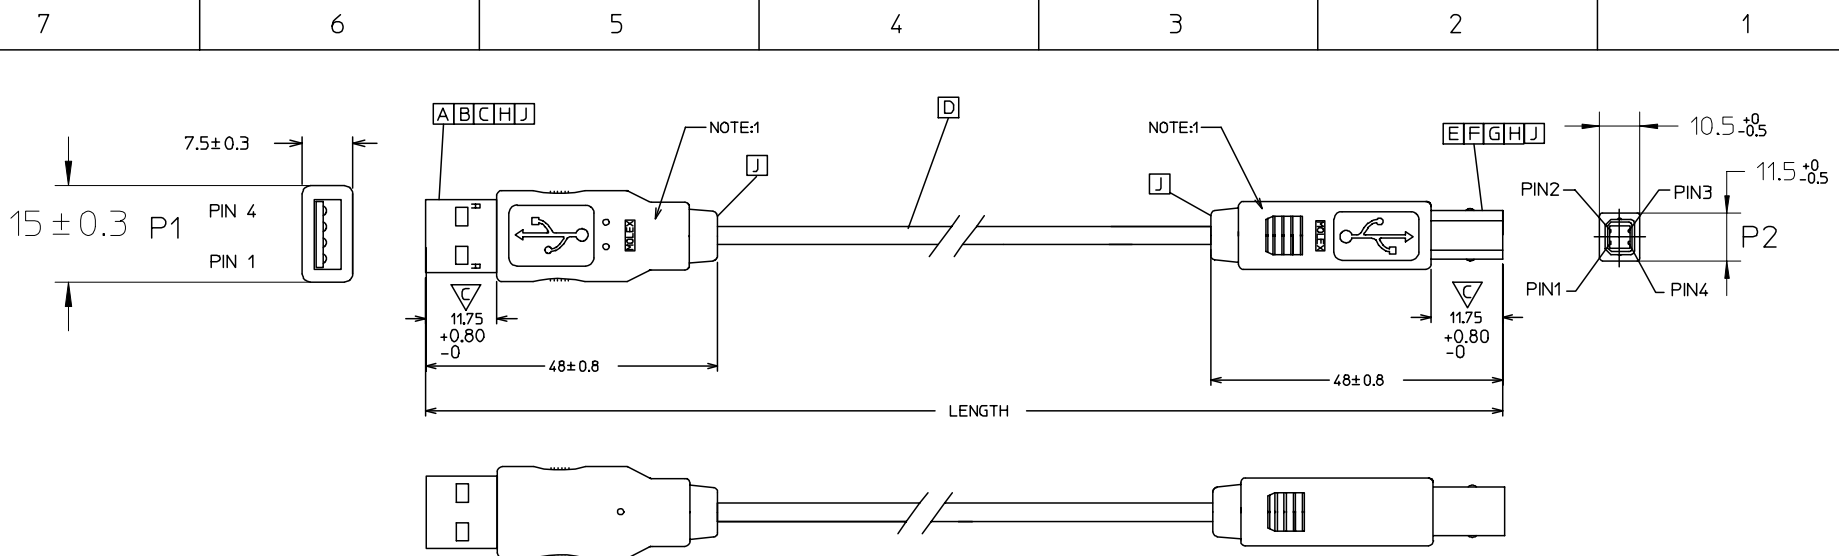 7 6 5 4 3 2 1
A B C H J
D
7.5±0.3
NOTE:1
NOTE:1
E F G H J
10.5 +0 -0.5
J
J
11.5 +0 -0.5
PIN 4
PIN2
PIN3
15±0.3 P1
MOLEX
MOLEX
P2
PIN 1
PIN1
PIN4
C
C
11.75
11.75
+0.80
+0.80
-0
-0
48±0.8
48±0.8
LENGTH